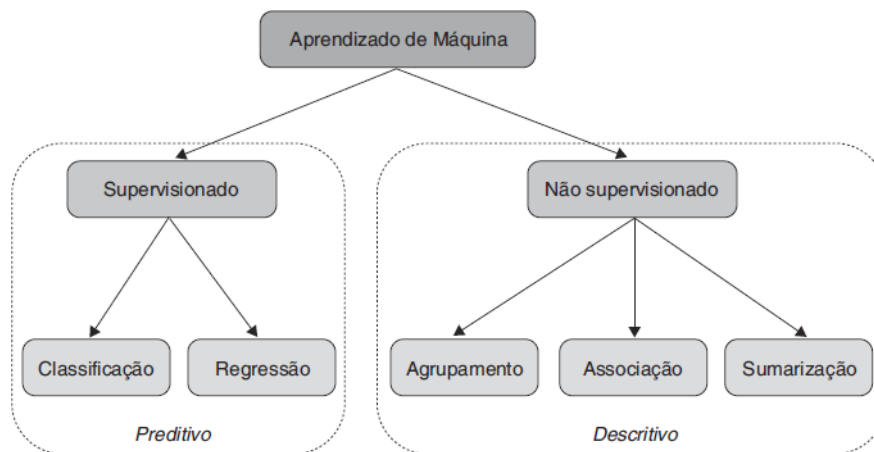 Aprendizado de Máquina
Supervisionado
Não supervisionado
Classificação
Regressão
Agrupamento
Associação
Sumarização
Preditivo
Descritivo